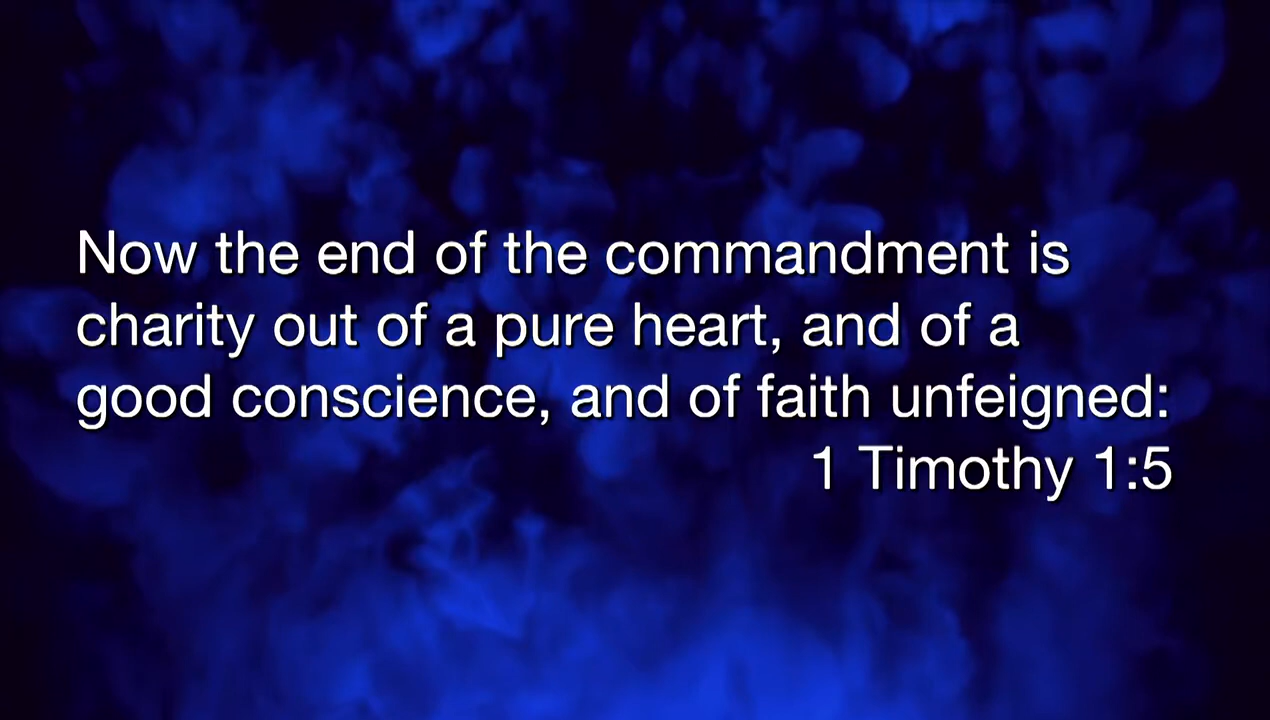 Now the end of the commandment is
charity out of a pure heart, and of a
good conscience, and of faith unfeigned:
1 Timothy 1:5